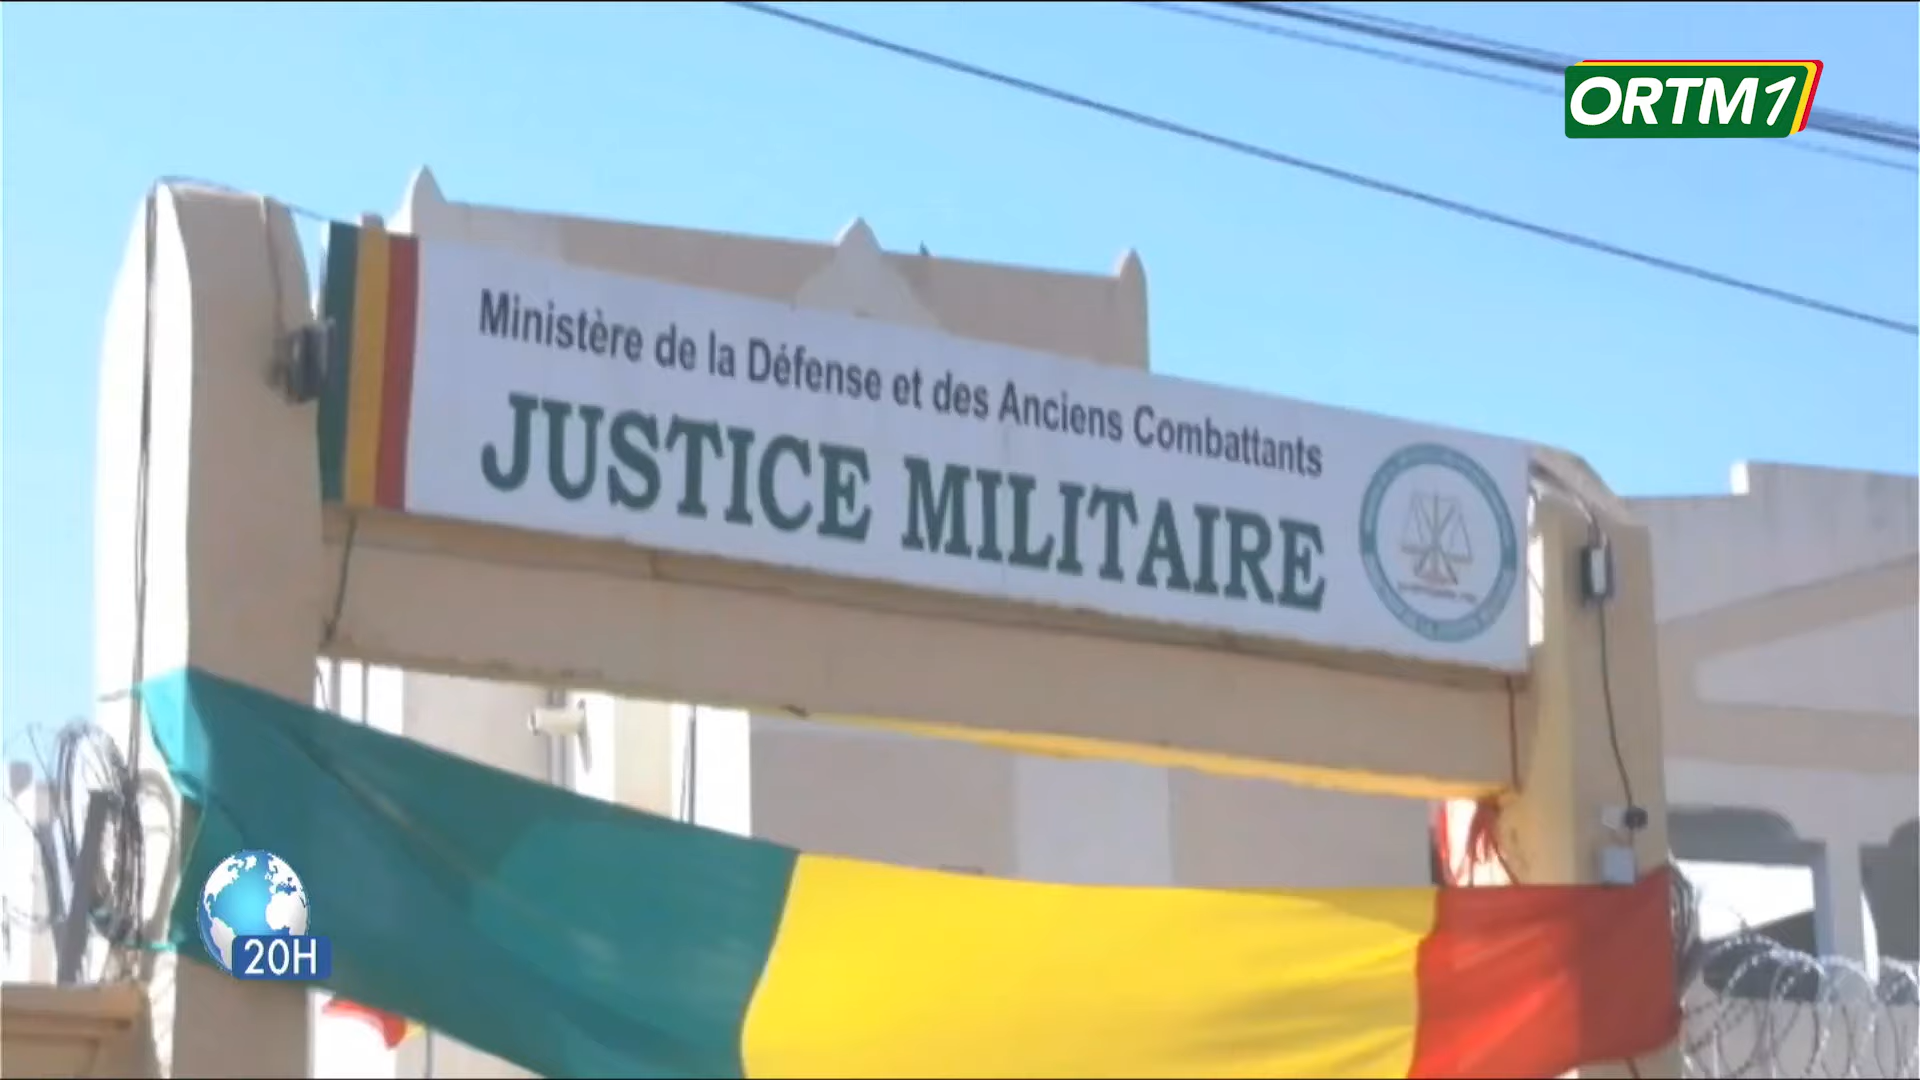 ORTM1
Ministère de la Défense et des Anciens Combattants
JUSTICE MILITAIRE
20H